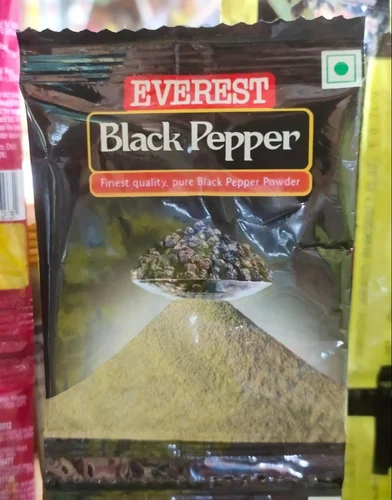 EVEREST
Black Pepper
Finest quality, pure Black Pepper Powder